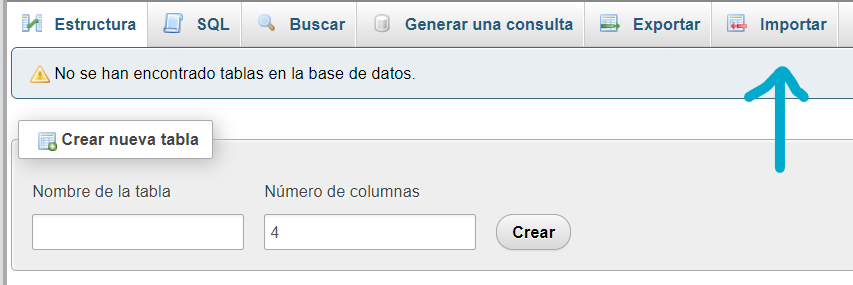 Estructura SQL Buscar Generar una consulta Exportar Importar
No se han encontrado tablas en la base de datos.
Crear nueva tabla
Nombre de la tabla Número de columnas
4 Crear